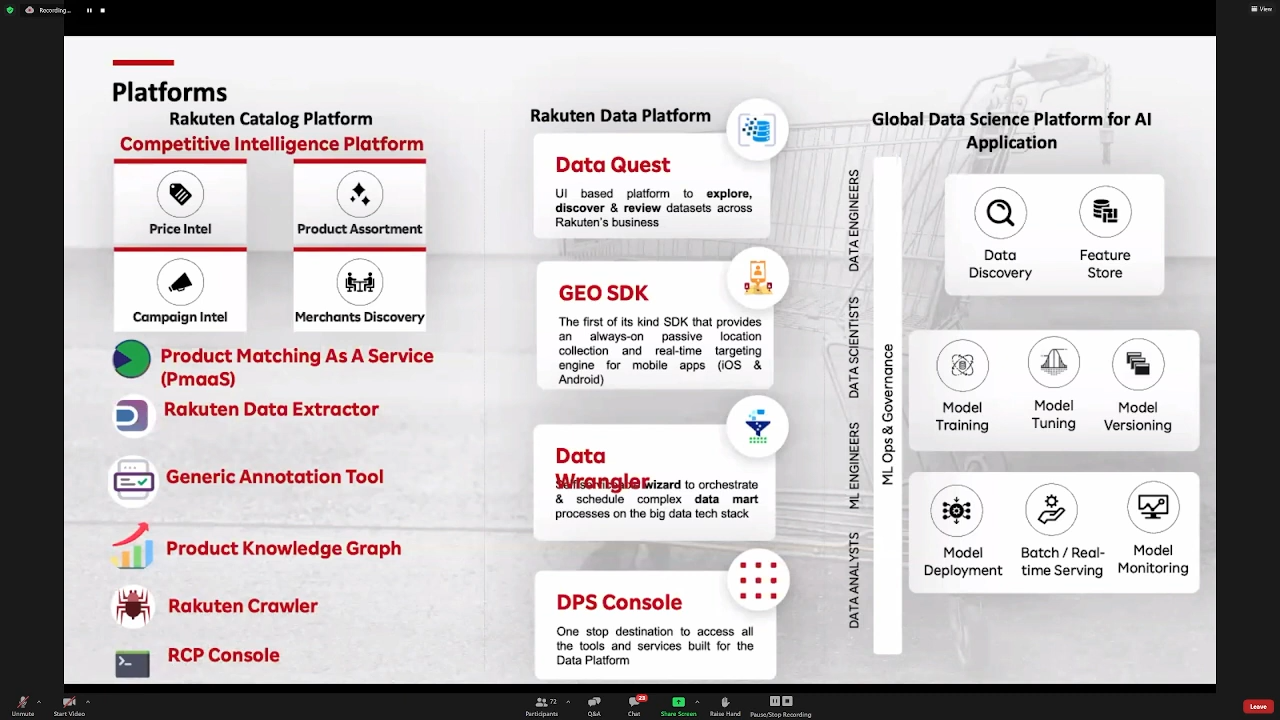 Recording...
View
Platforms
Rakuten Catalog Platform
Competitive Intelligence Platform
Price Intel
Product Assortment
Campaign Intel
Merchants Discovery
Product Matching As A Service
(PmaaS)
Rakuten Data Extractor
Generic Annotation Tool
Product Knowledge Graph
Rakuten Crawler
RCP Console
Rakuten Data Platform
Data Quest
UI based platform to explore,
discover & review datasets across
Rakuten's business
GEO SDK
The first of its kind SDK that provides
an always-on passive location
collection and real-time targeting
engine for mobile apps (iOS &
Android)
Data
Wrangler
wizard to orchestrate
& schedule complex data mart
processes on the big data tech stack
DPS Console
One stop destination to access all
the tools and services built for the
Data Platform
Global Data Science Platform for AI
Application
DATA ENGINEERS
DATA SCIENTISTS
ML ENGINEERS
DATA ANALYSTS
ML Ops & Governance
Data
Discovery
Feature
Store
Model
Training
Model
Tuning
Model
Versioning
Model
Deployment
Batch / Real-
time Serving
Model
Monitoring
Unmute
Start Video
72
Participants
Q&A
28
Chat
Share Screen
Raise Hand
Pause/Stop Recording
Leave